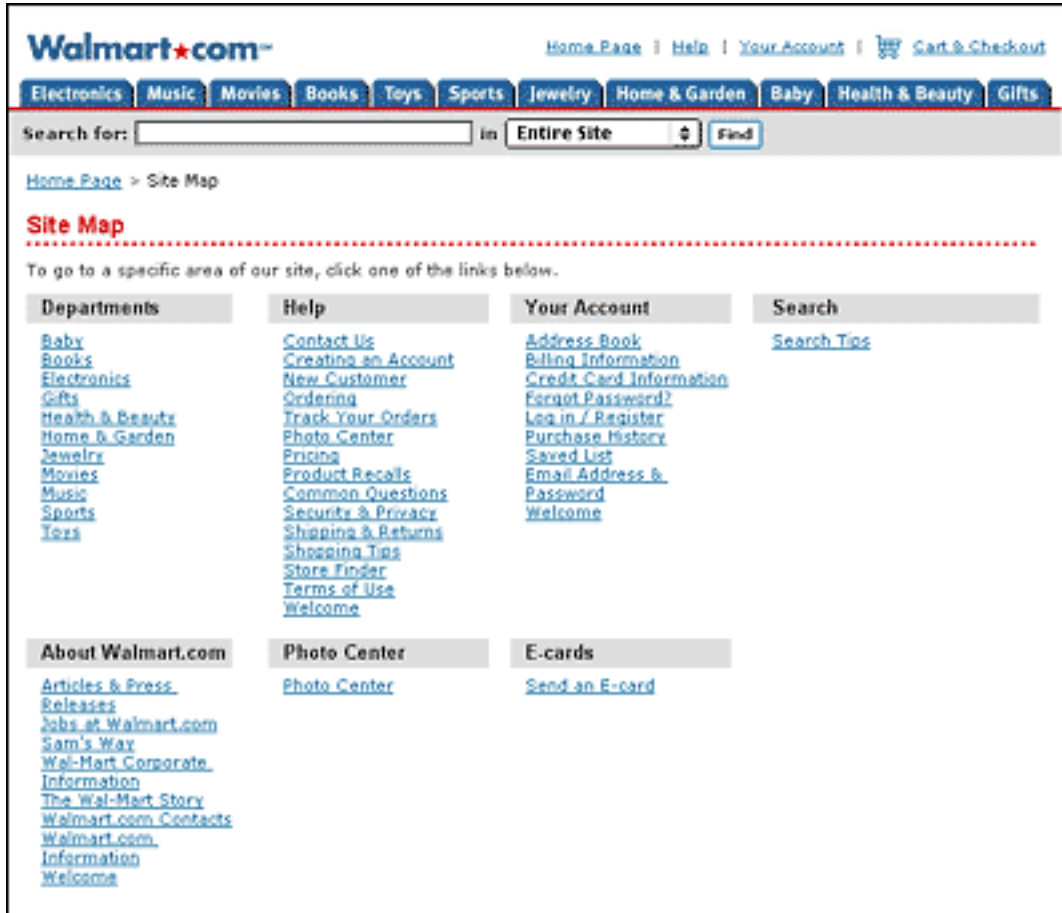 Walmart★com℠
Home Page | Help | Your Account | Cart & Checkout
Electronics Music Movies Books Toys Sports Jewelry Home & Garden Baby Health & Beauty Gifts
Search for: in Entire Site Find
Home Page > Site Map
Site Map
To go to a specific area of our site, click one of the links below.
Departments
Baby
Books
Electronics
Gifts
Health & Beauty
Home & Garden
Jewelry
Movies
Music
Sports
Toys
Help
Contact Us
Creating an Account
New Customer
Ordering
Track Your Orders
Photo Center
Pricing
Product Recalls
Common Questions
Security & Privacy
Shipping & Returns
Shopping Tips
Store Finder
Terms of Use
Welcome
Your Account
Address Book
Billing Information
Credit Card Information
Forgot Password?
Log in / Register
Purchase History
Saved List
Email Address &
Password
Welcome
Search
Search Tips
About Walmart.com
Articles & Press
Releases
Jobs at Walmart.com
Sam's Way
Wal-Mart Corporate
Information
The Wal-Mart Story
Walmart.com Contacts
Walmart.com
Information
Welcome
Photo Center
Photo Center
E-cards
Send an E-card